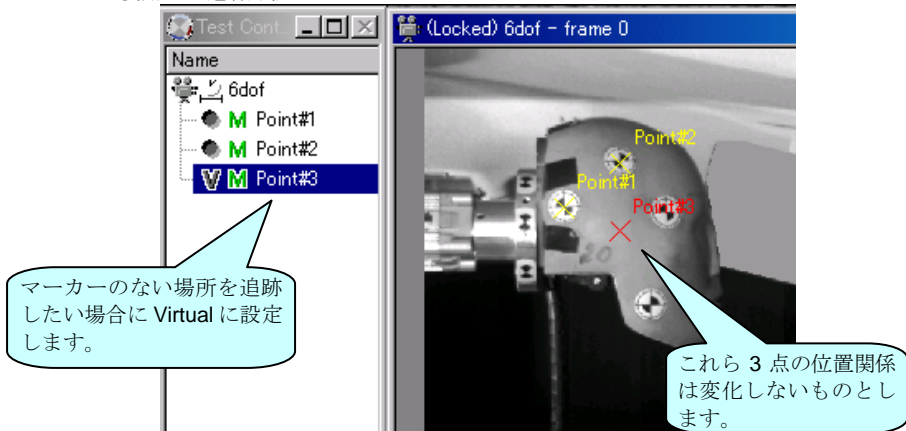 Test Cont...
(Locked) 6dof - frame 0
Name
6dof
M Point#1
M Point#2
V M Point#3
Point#2
Point#1
Point#3
20
マーカーのない場所を追跡
したい場合に Virtual に設定
します。
これら 3 点の位置関係
は変化しないものとし
ます。